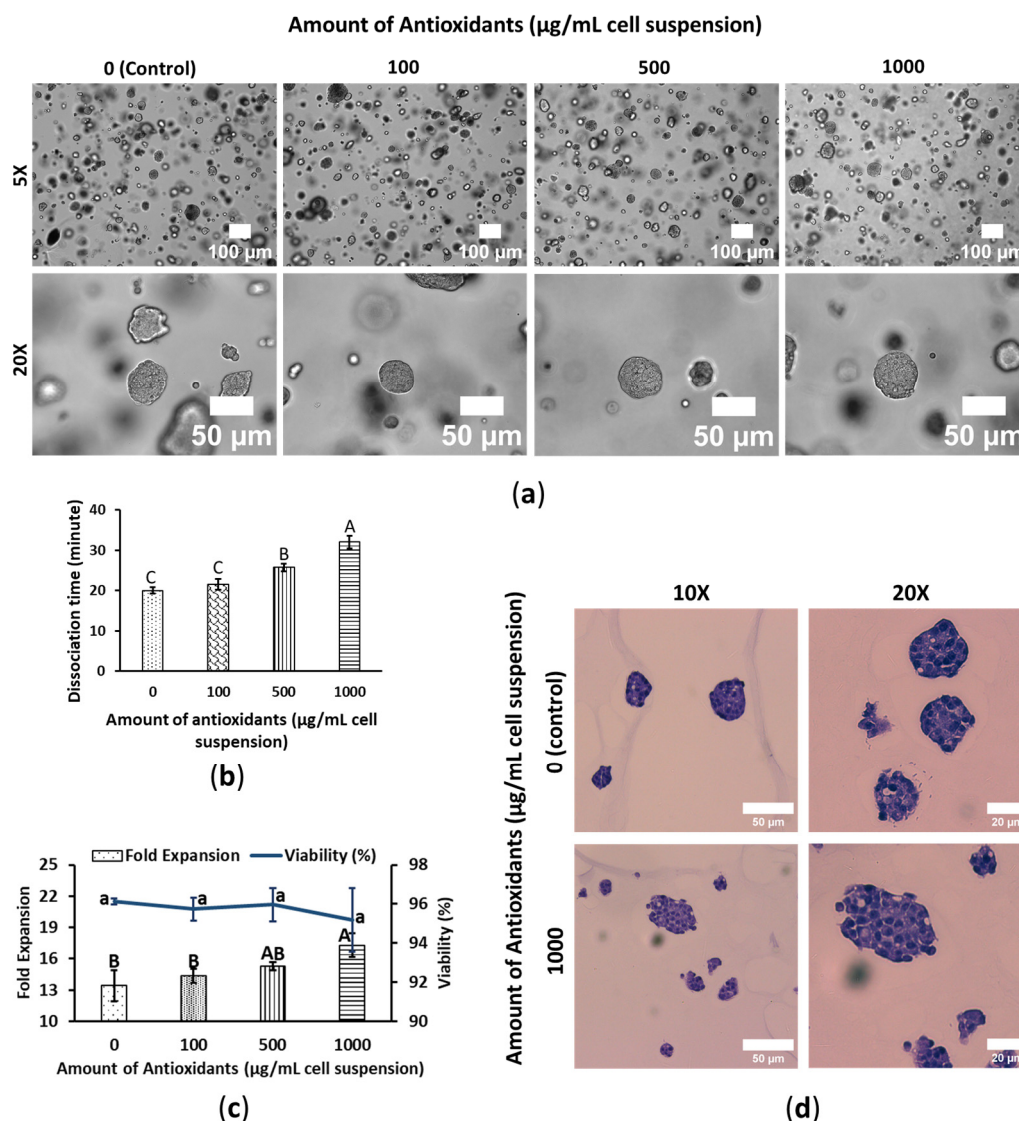 Amount of Antioxidants (µg/mL cell suspension)
0 (Control) 100 500 1000
5X
100 µm 100 µm 100 µm 100 µm
20X
50 µm 50 µm 50 µm 50 µm
(a)
Dissociation time (minute)
40
30
20
10
0
C C B A
0 100 500 1000
Amount of antioxidants (µg/mL cell
suspension)
(b)
Fold Expansion Viability (%)
Fold Expansion
25
22
19
16
13
10
a a a a
B B AB A
98
96
94
92
90
Viability (%)
0 100 500 1000
Amount of Antioxidants (µg/mL cell suspension)
(c)
Amount of Antioxidants (µg/mL cell suspension)
10X 20X
0 (control)
50 µm 20 µm
1000
50 µm 20 µm
(d)